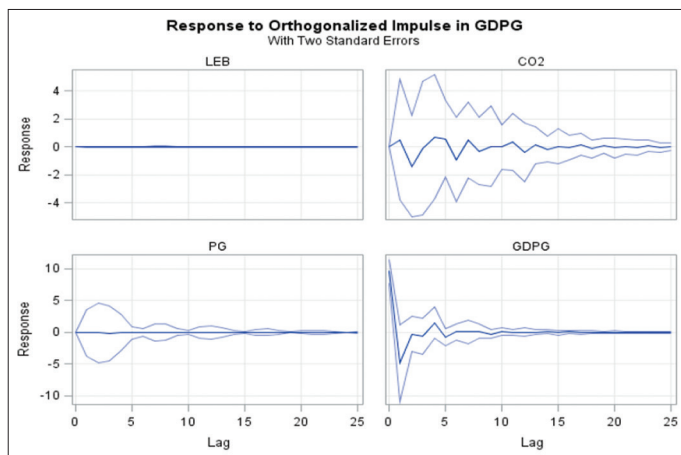 Response to Orthogonalized Impulse in GDPG
With Two Standard Errors
LEB
CO2
Response
4
2
0
-2
-4
PG
GDPG
Response
10
5
0
-5
-10
0 5 10 15 20 25
0 5 10 15 20 25
Lag
Lag